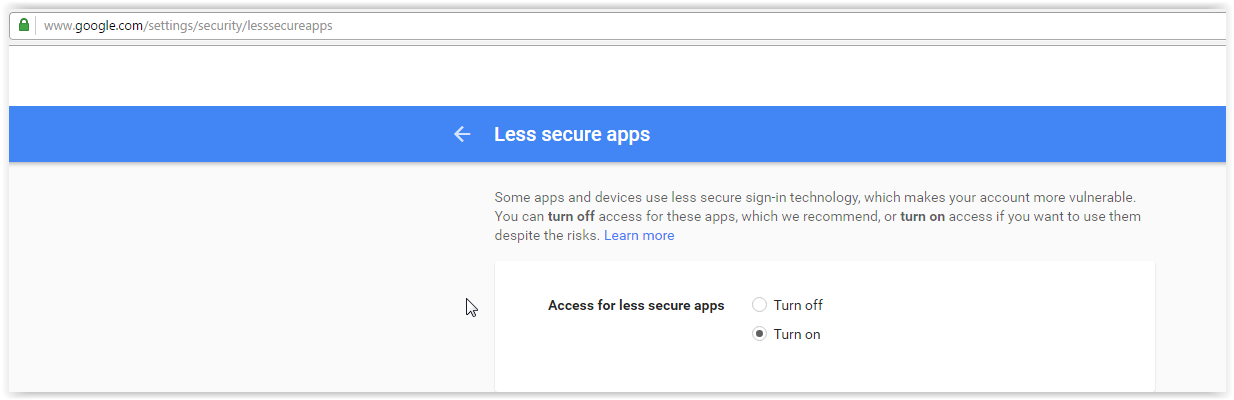 www.google.com/settings/security/lesssecureapps
Less secure apps
Some apps and devices use less secure sign-in technology, which makes your account more vulnerable.
You can turn off access for these apps, which we recommend, or turn on access if you want to use them
despite the risks. Learn more
Access for less secure apps
Turn off
Turn on